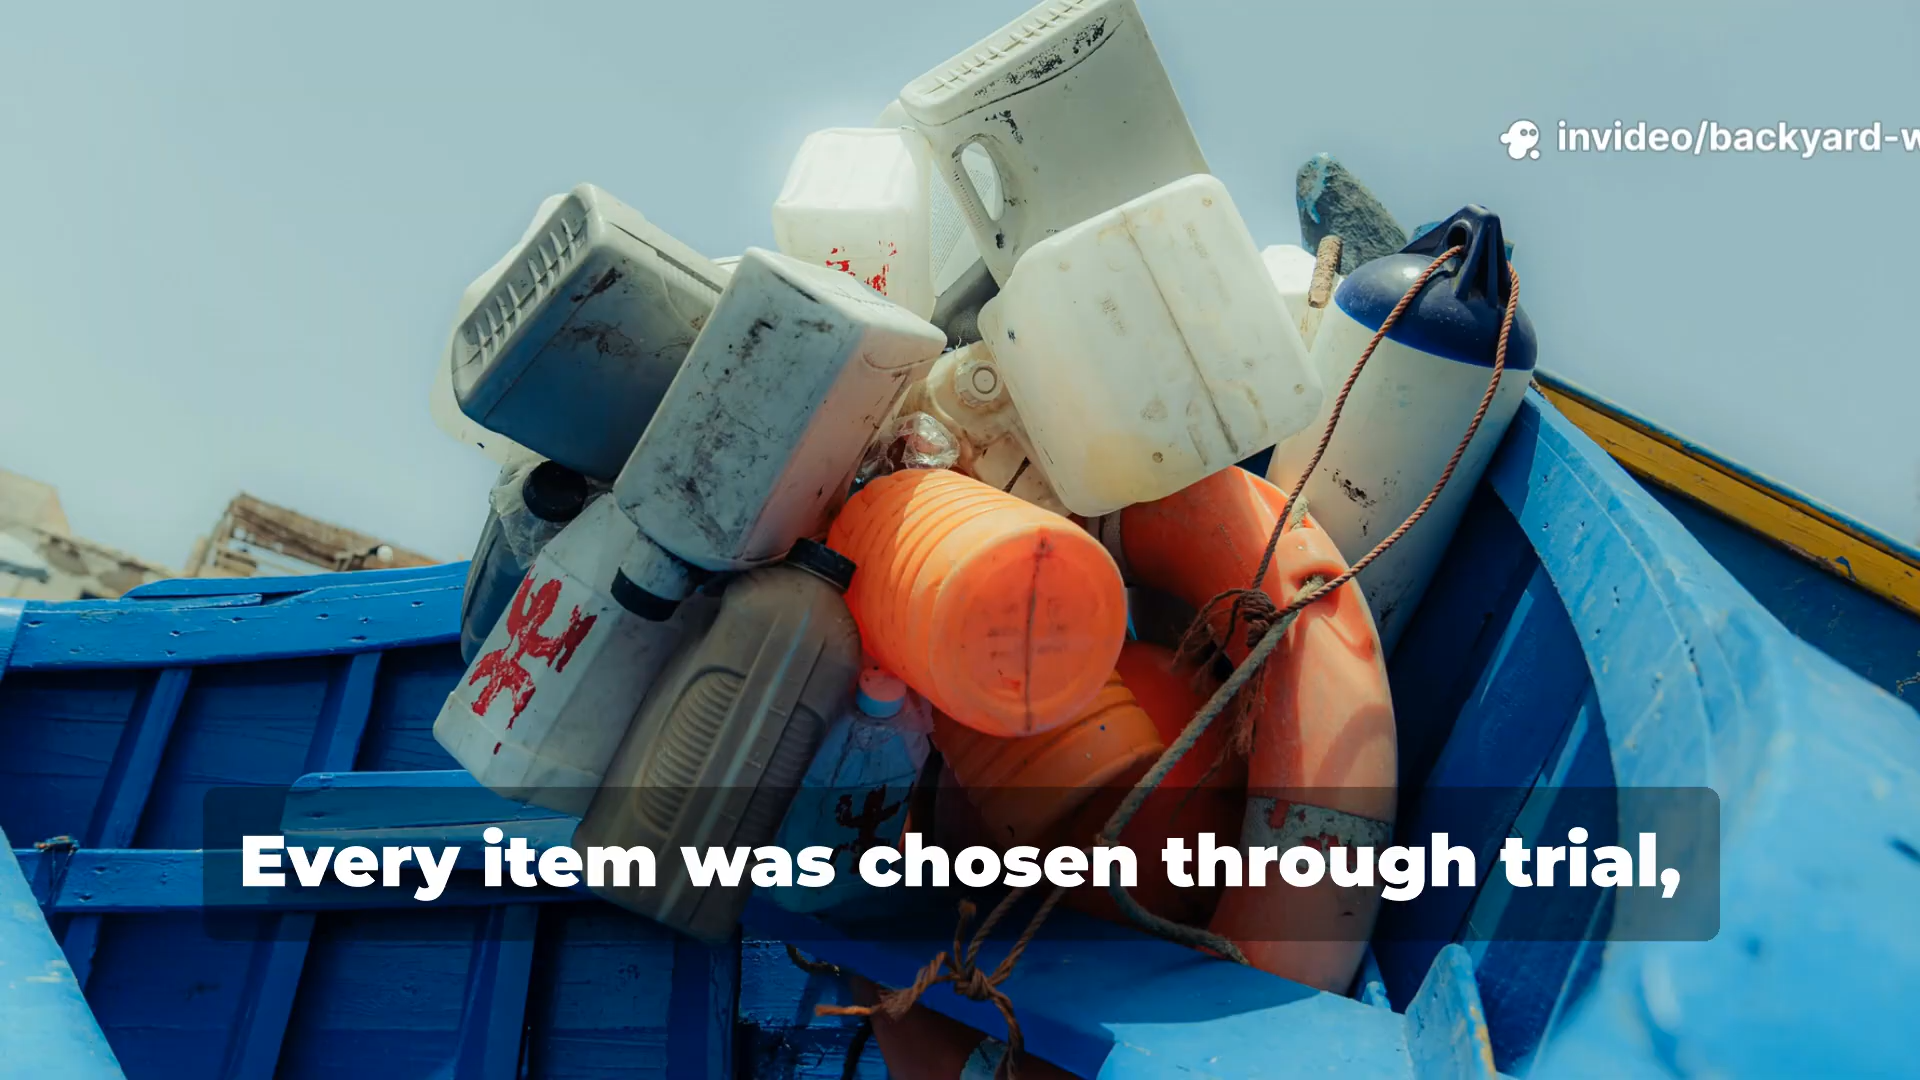 invideo/backyard-w
Every item was chosen through trial,